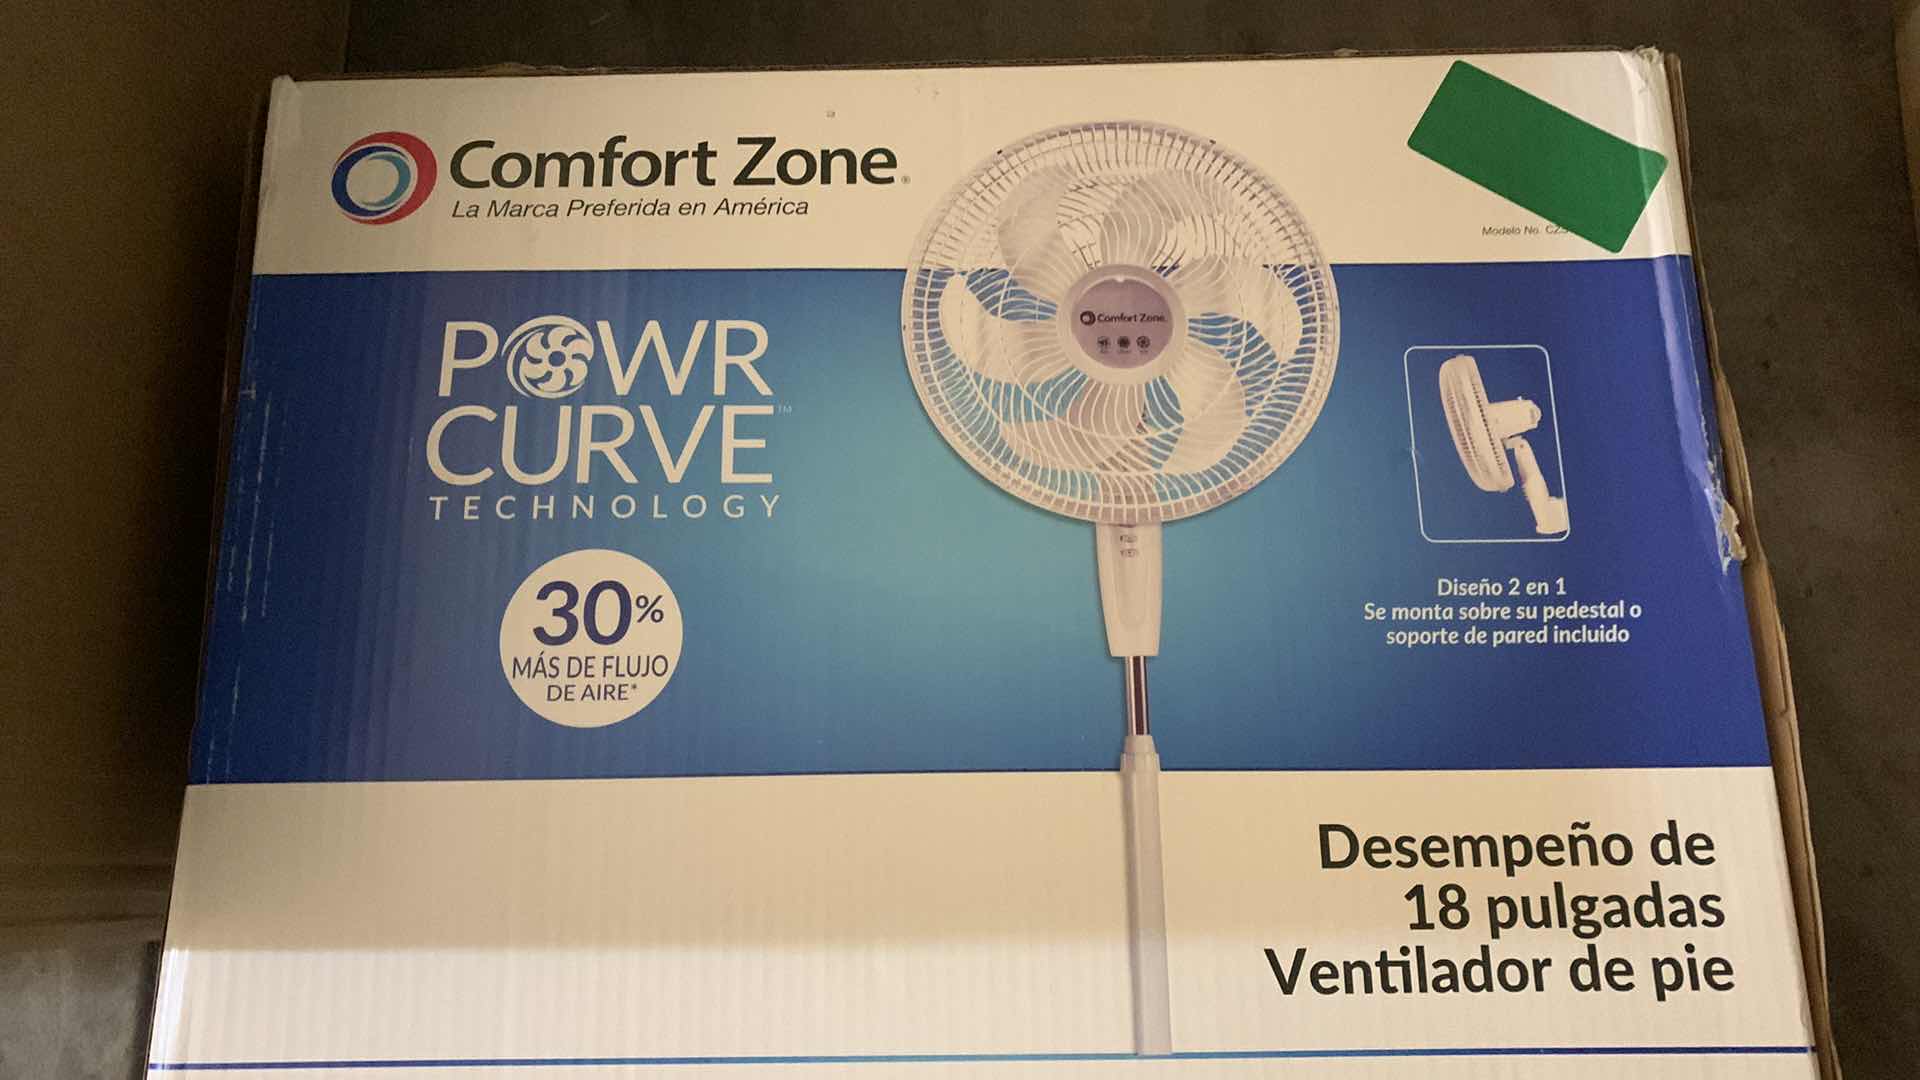 Comfort Zone®
La Marca Preferida en América
Modelo No.
POWR
CURVE™
TECHNOLOGY
30%
MÁS DE FLUJO
DE AIRE*
Comfort Zone
Diseño 2 en 1
Se monta sobre su pedestal o
soporte de pared incluido
Desempeño de
18 pulgadas
Ventilador de pie